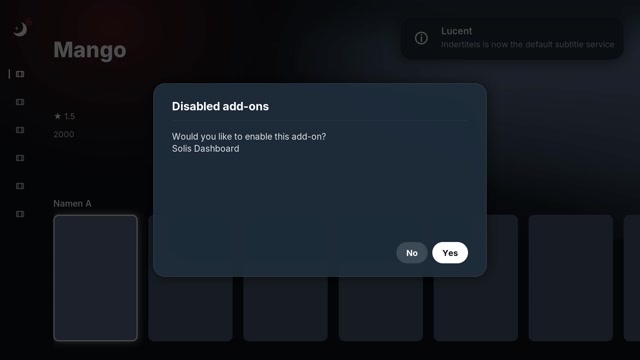 Mango
Lucent
Indertitels is now the default subtitle service
★ 1.5
2000
Namen A
Disabled add-ons
Would you like to enable this add-on?
Solis Dashboard
No
Yes